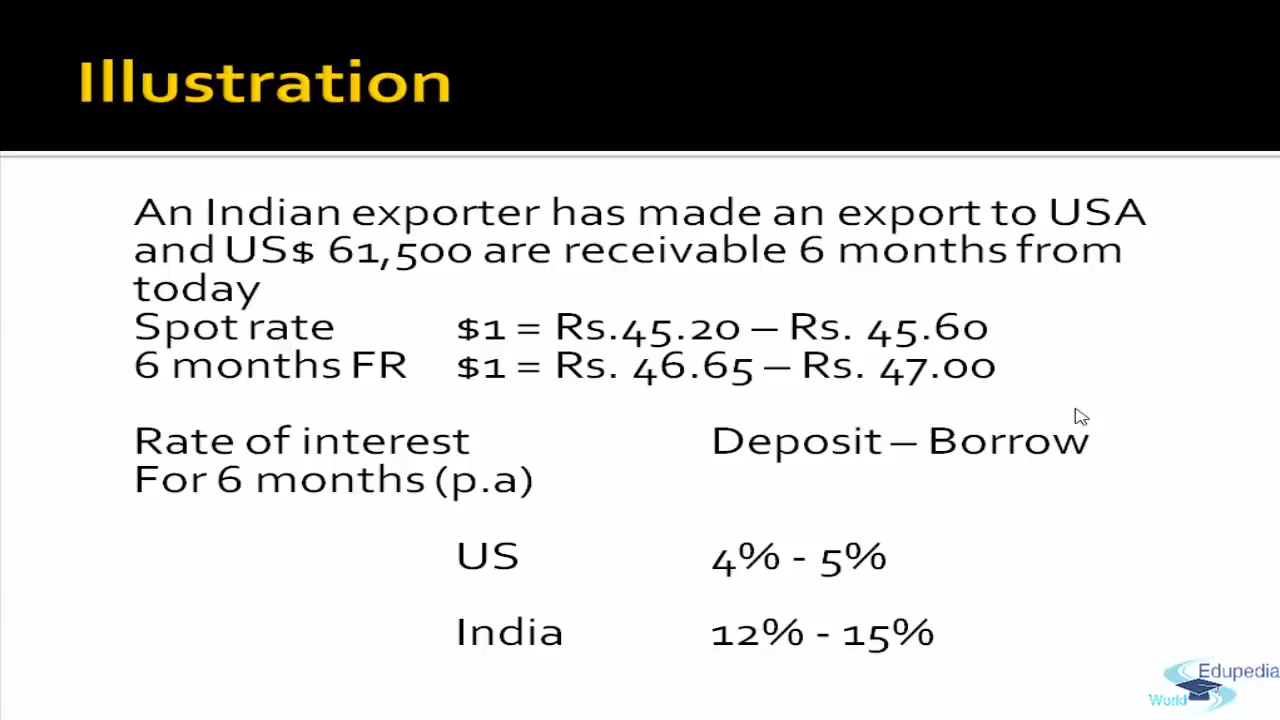 Illustration
An Indian exporter has made an export to USA
and US$ 61,500 are receivable 6 months from
today
Spot rate $1 = Rs.45.20 – Rs. 45.60
6 months FR $1 = Rs. 46.65 – Rs. 47.00
Rate of interest Deposit – Borrow
For 6 months (p.a)
US 4% - 5%
India 12% - 15%
Edupedia
World